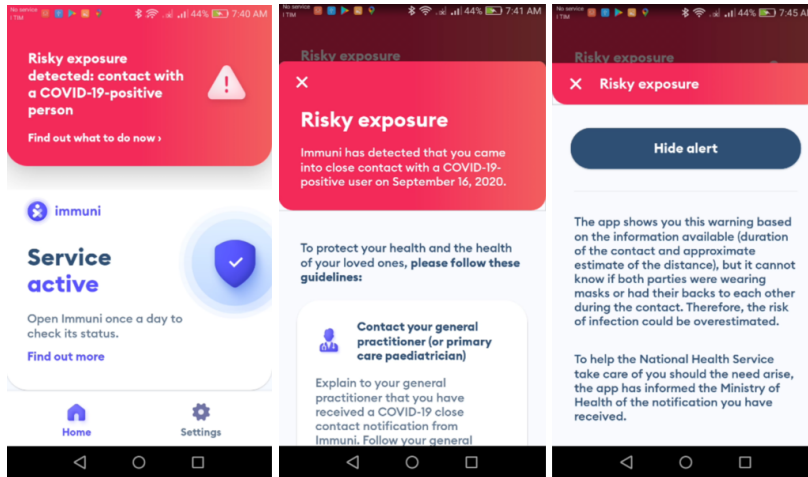 No service
I TIM
44% 7:40 AM
Risky exposure
detected: contact with
a COVID-19-positive
person
Find out what to do now ›
immuni
Service
active
Open Immuni once a day to
check its status.
Find out more
Home
Settings
No service
I TIM
44% 7:41 AM
Risky exposure
Risky exposure
Immuni has detected that you came
into close contact with a COVID-19-
positive user on September 16, 2020.
To protect your health and the health
of your loved ones, please follow these
guidelines:
Contact your general
practitioner (or primary
care paediatrician)
Explain to your general
practitioner that you have
received a COVID-19 close
contact notification from
Immuni. Follow your general
No service
I TIM
44% 7:45 A
Risky exposure
Risky exposure
Hide alert
The app shows you this warning based
on the information available (duration
of the contact and approximate
estimate of the distance), but it cannot
know if both parties were wearing
masks or had their backs to each other
during the contact. Therefore, the risk
of infection could be overestimated.
To help the National Health Service
take care of you should the need arise,
the app has informed the Ministry of
Health of the notification you have
received.